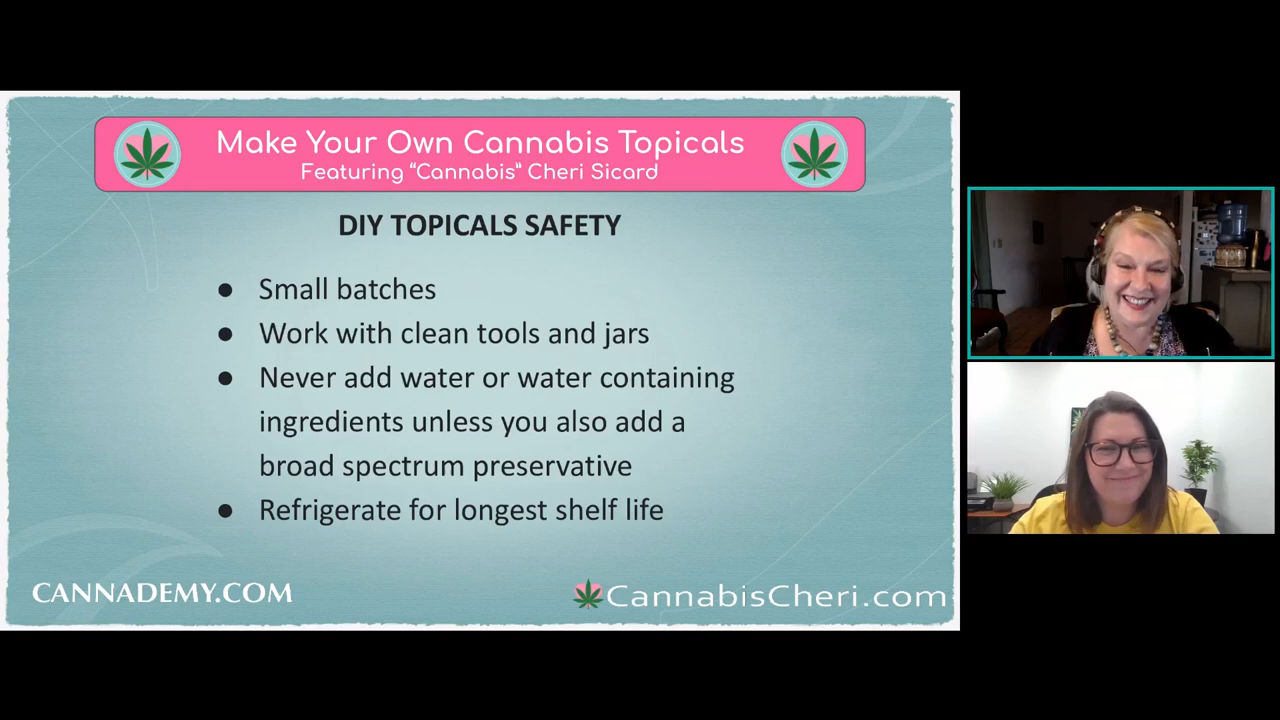 Make Your Own Cannabis Topicals
Featuring “Cannabis” Cheri Sicard
DIY TOPICALS SAFETY
● Small batches
● Work with clean tools and jars
● Never add water or water containing
ingredients unless you also add a
broad spectrum preservative
● Refrigerate for longest shelf life
CANNADEMY.COM
CannabisCheri.com